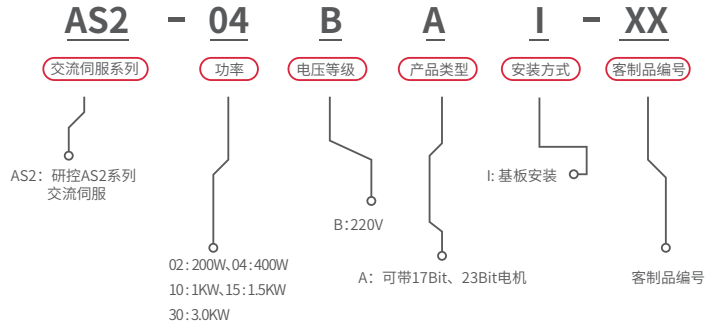 AS2 - 04 B A I - XX
交流伺服系列 功率 电压等级 产品类型 安装方式 客制品编号
AS2：研控AS2系列
交流伺服
I: 基板安装
B：220V
02：200W、04：400W
10：1KW、15：1.5KW
30：3.0KW
A：可带17Bit、23Bit电机
客制品编号